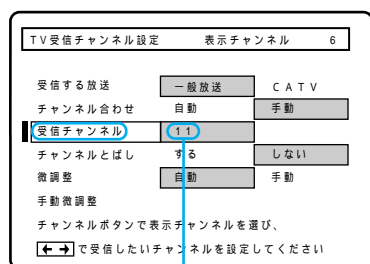 TV受信チャンネル設定 表示チャンネル 6
受信する放送 一般放送 CATV
チャンネル合わせ 自動 手動
受信チャンネル 11
チャンネルとばし する しない
微調整 自動 手動
手動微調整
チャンネルボタンで表示チャンネルを選び、
←→で受信したいチャンネルを設定してください